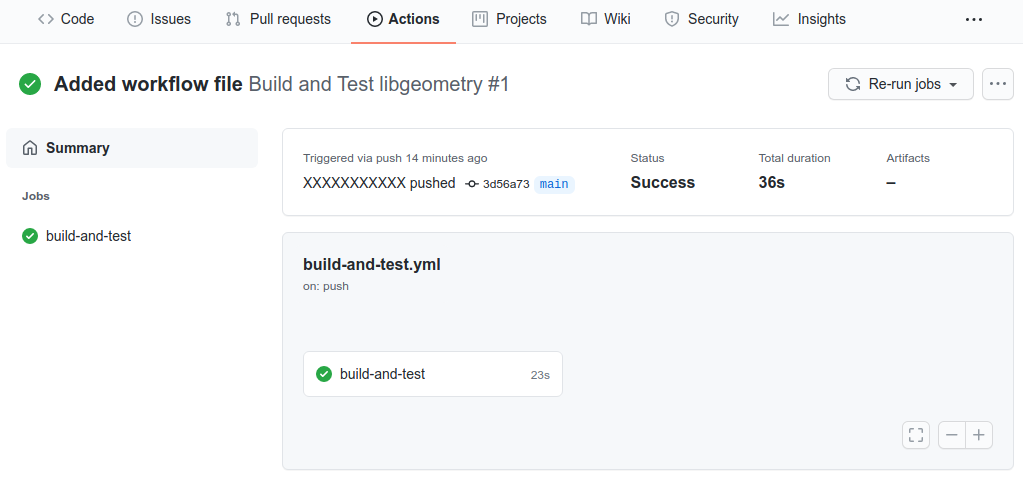 Code Issues Pull requests Actions Projects Wiki Security Insights ...
Added workflow file Build and Test libgeometry #1
Re-run jobs ...
Summary
Jobs
build-and-test
Triggered via push 14 minutes ago
XXXXXXXXXXX pushed 3d56a73 main
Status
Success
Total duration
36s
Artifacts
–
build-and-test.yml
on: push
build-and-test 23s